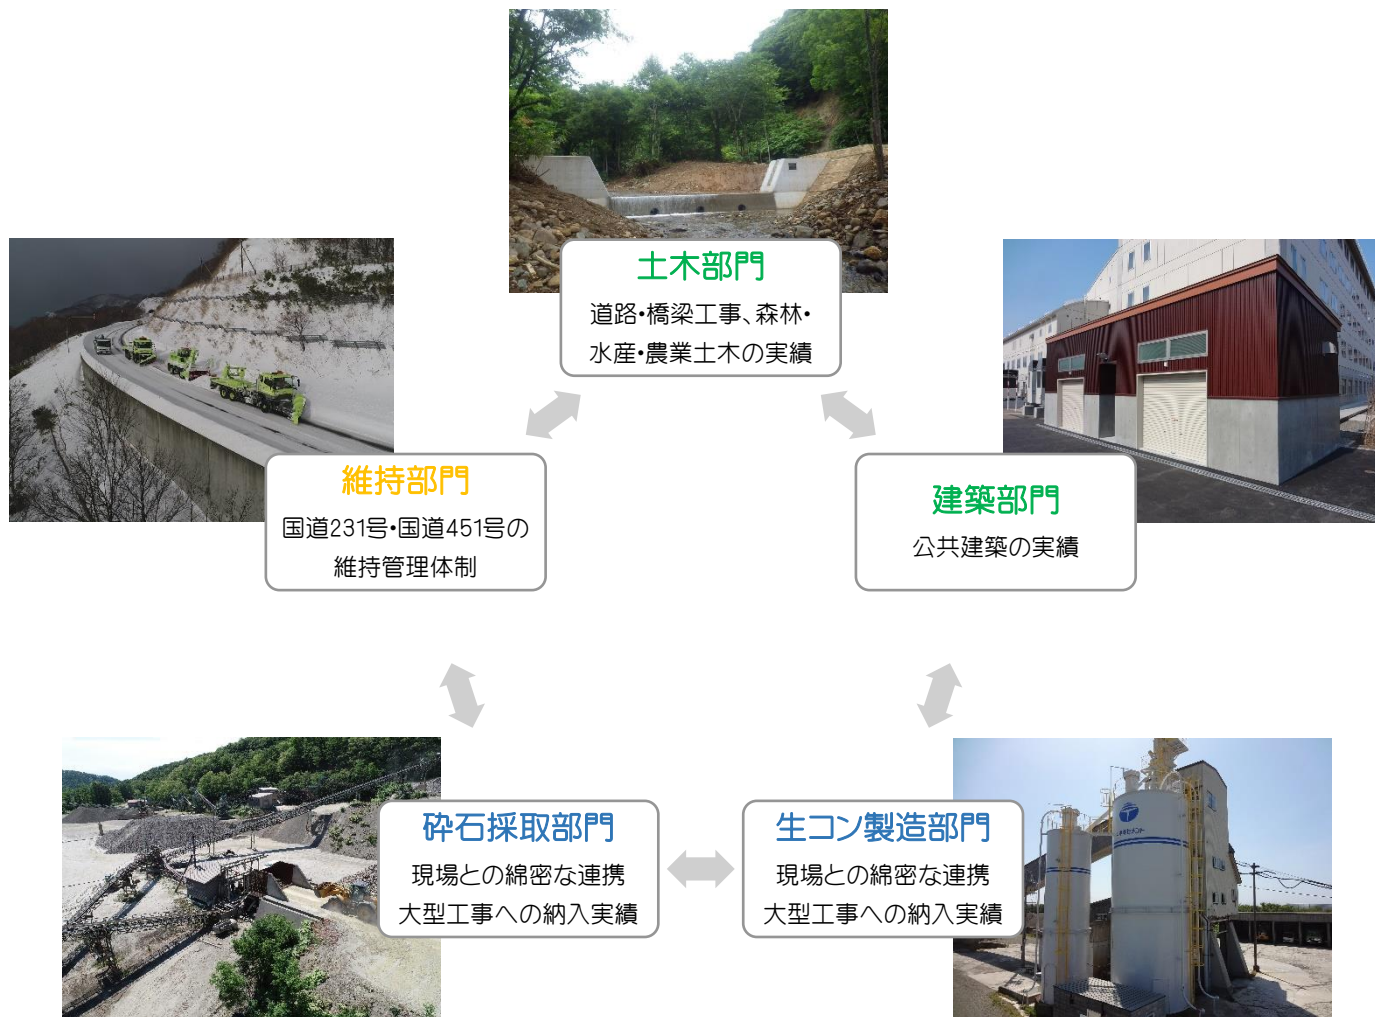 土木部門
道路・橋梁工事、森林・
水産・農業土木の実績
維持部門
国道231号・国道451号の
維持管理体制
建築部門
公共建築の実績
砕石採取部門
現場との綿密な連携
大型工事への納入実績
生コン製造部門
現場との綿密な連携
大型工事への納入実績